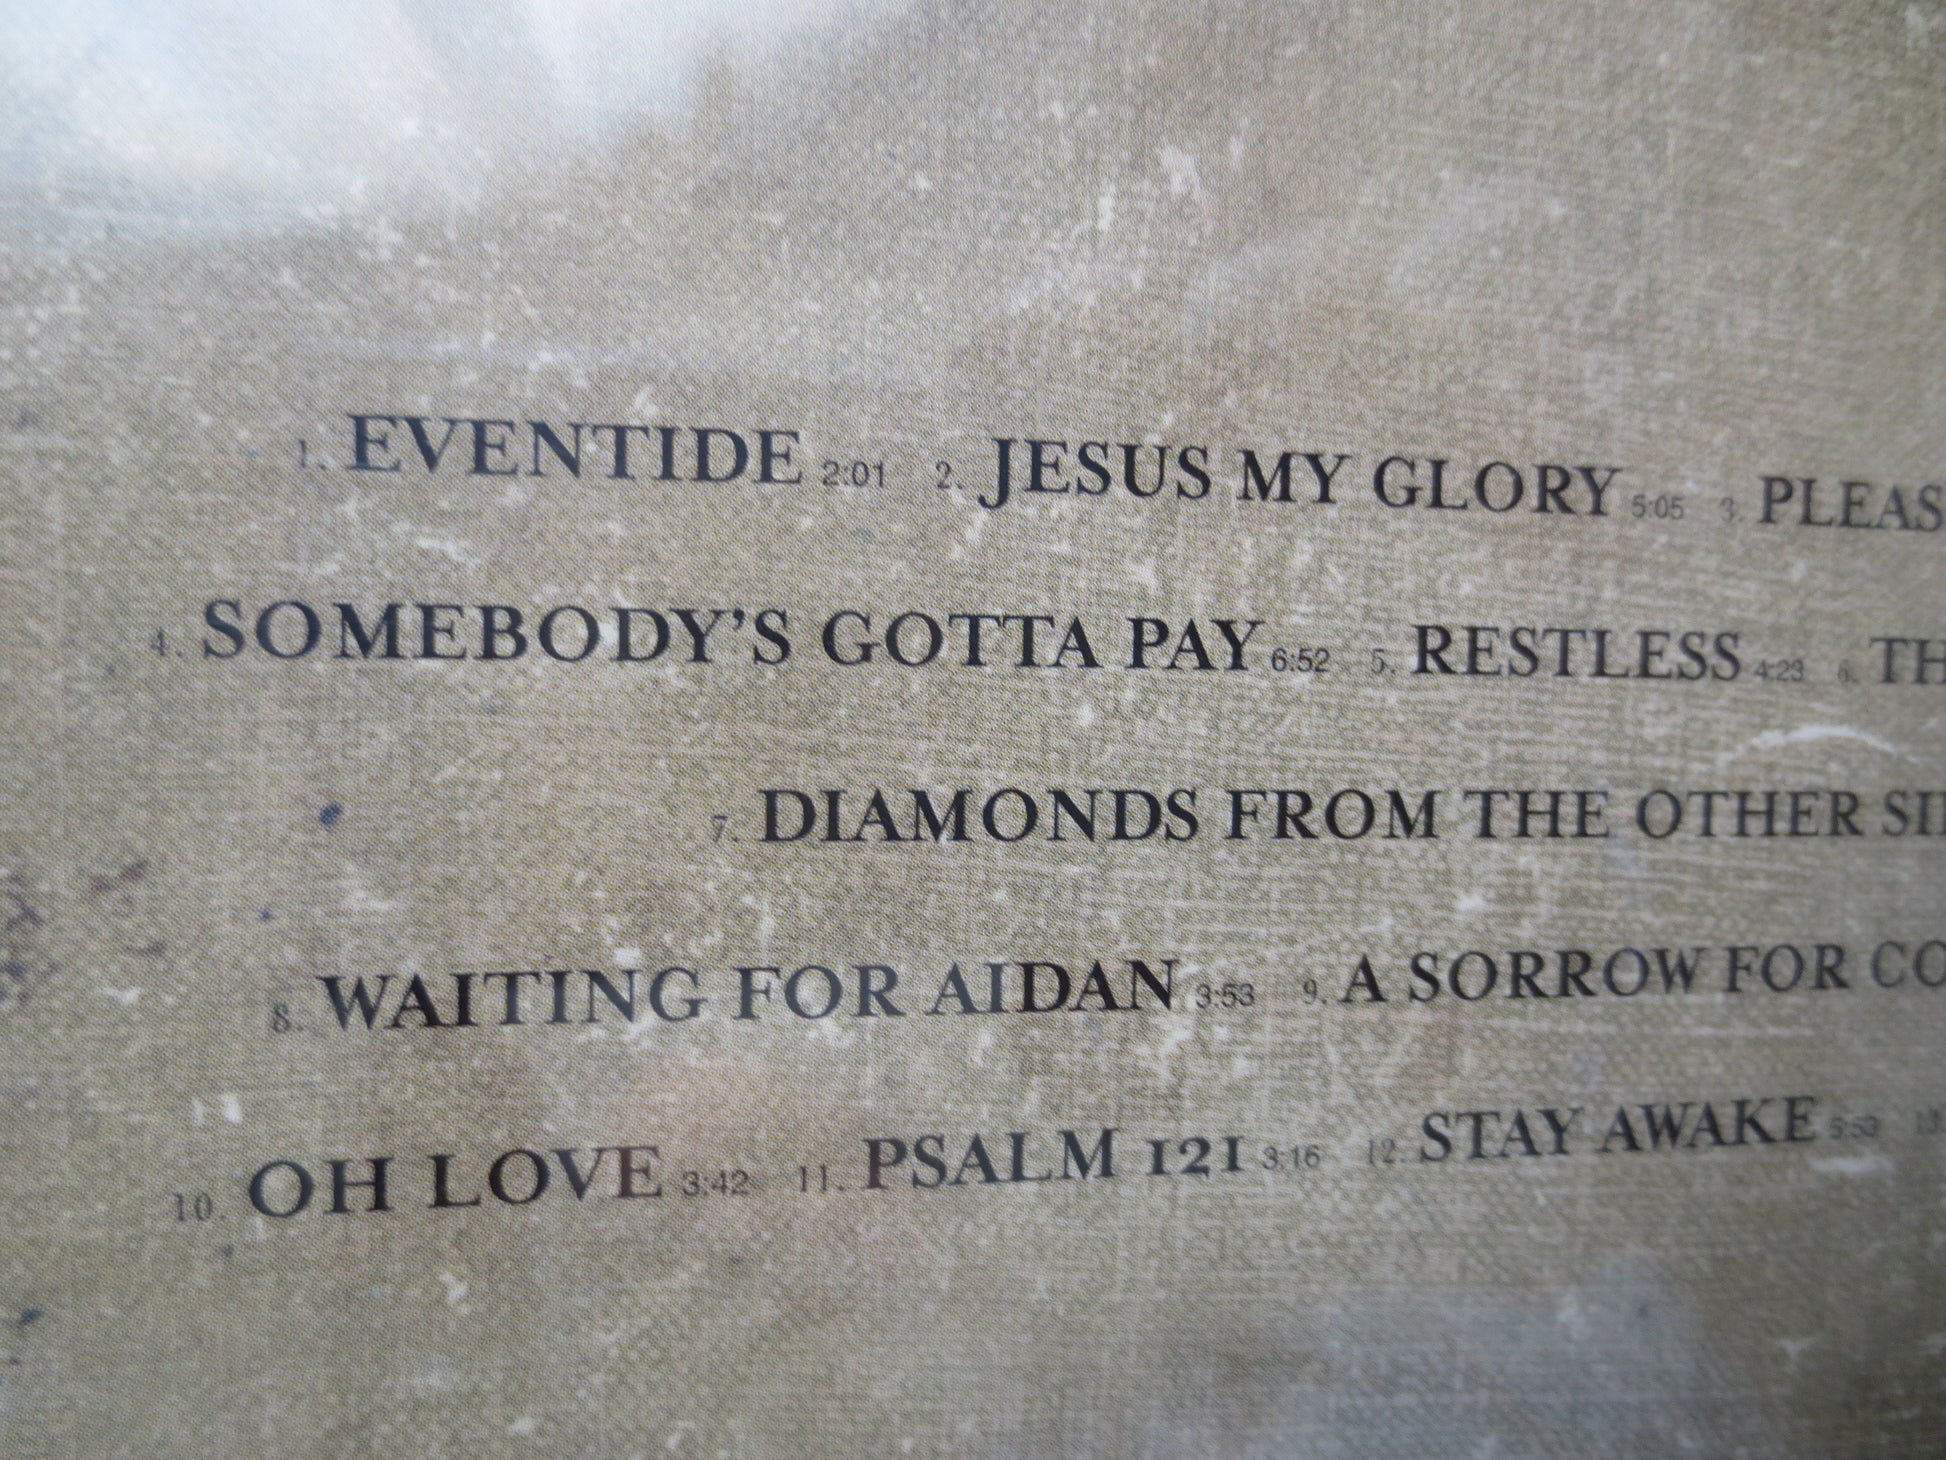 1. EVENTIDE 2:01 2. JESUS MY GLORY 5:05 3. PLEAS
4. SOMEBODY'S GOTTA PAY 6:52 5. RESTLESS 4:23 6. TH
7. DIAMONDS FROM THE OTHER SI
8. WAITING FOR AIDAN 3:53 9. A SORROW FOR CO
10. OH LOVE 3:42 11. PSALM 121 3:16 12. STAY AWAKE 5:53 13